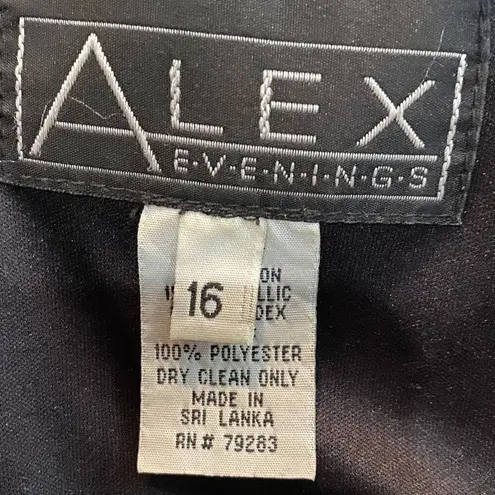 ALEX
E·V·E·N·I·N·G·S
16
100% POLYESTER
DRY CLEAN ONLY
MADE IN
SRI LANKA
RN# 79283